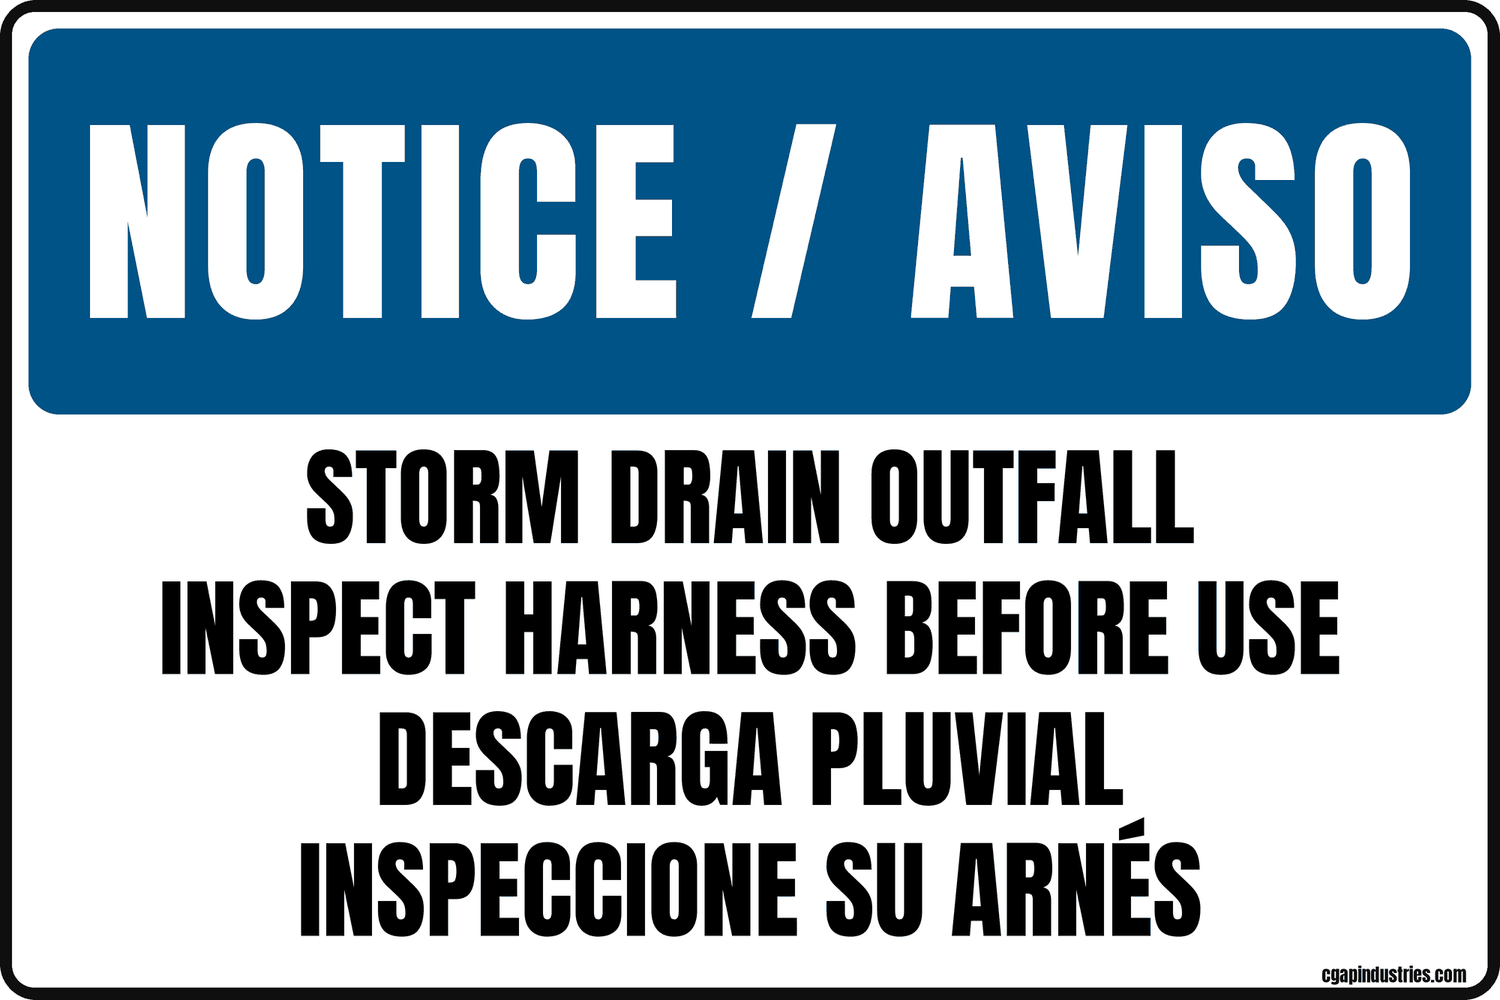 NOTICE / AVISO
STORM DRAIN OUTFALL
INSPECT HARNESS BEFORE USE
DESCARGA PLUVIAL
INSPECCIONE SU ARNÉS
cgapindustries.com